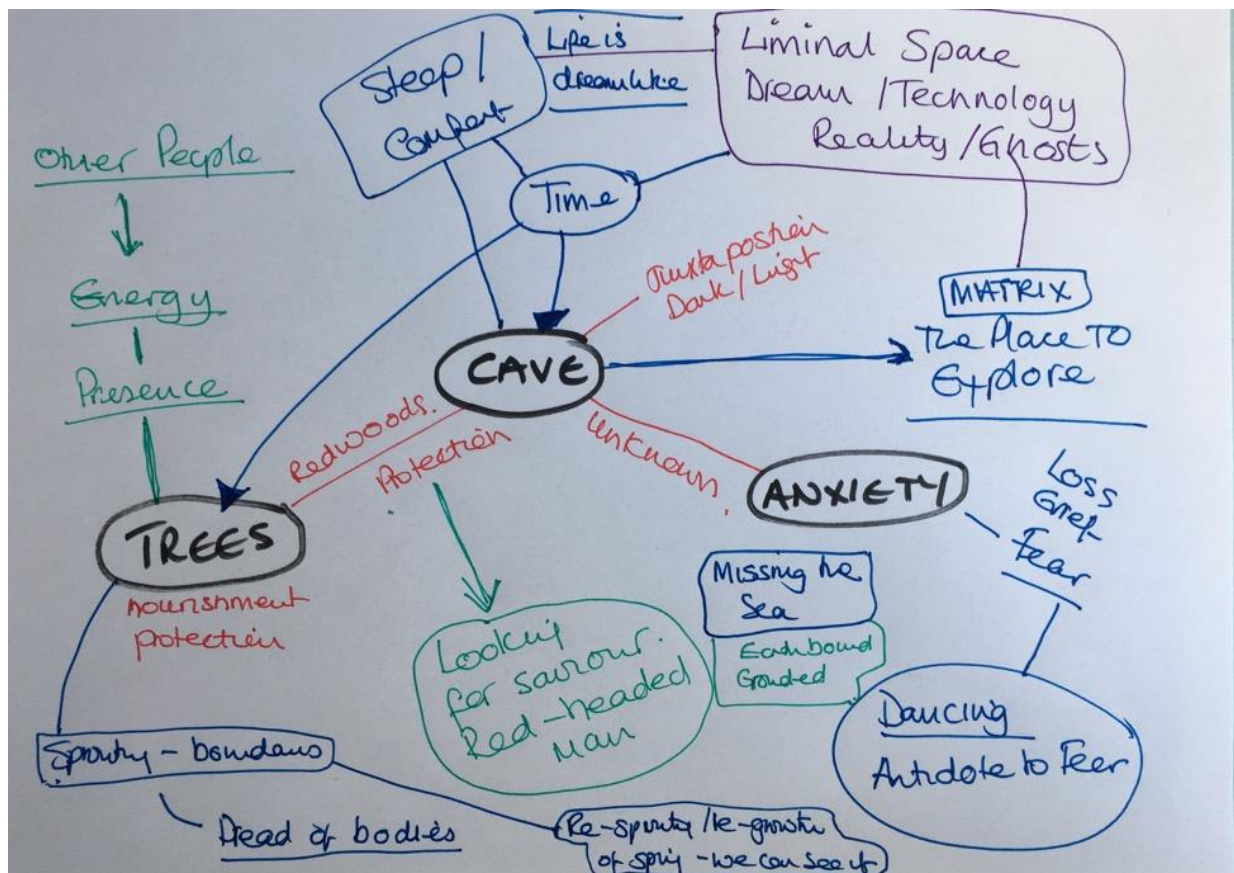 Sleep /
Comfort
Life is
dreamlike
Liminal Space
Dream / Technology
Reality / Ghosts
Other People
Time
Juxtaposition
Dark / Light
Energy
MATRIX
The Place To
Explore
CAVE
Presence
Redwoods.
Protection
Unknown
ANXIETY
Loss
Grief
Fear
TREES
nourishment
protection
Missing the
Sea
Earthbound
Grounded
Looking
for saviour.
Red-headed
Man
Dancing
Antidote to Fear
Sprouting -
Dread of bodies
Re-sprouting / re-growth
of spring - we can see it